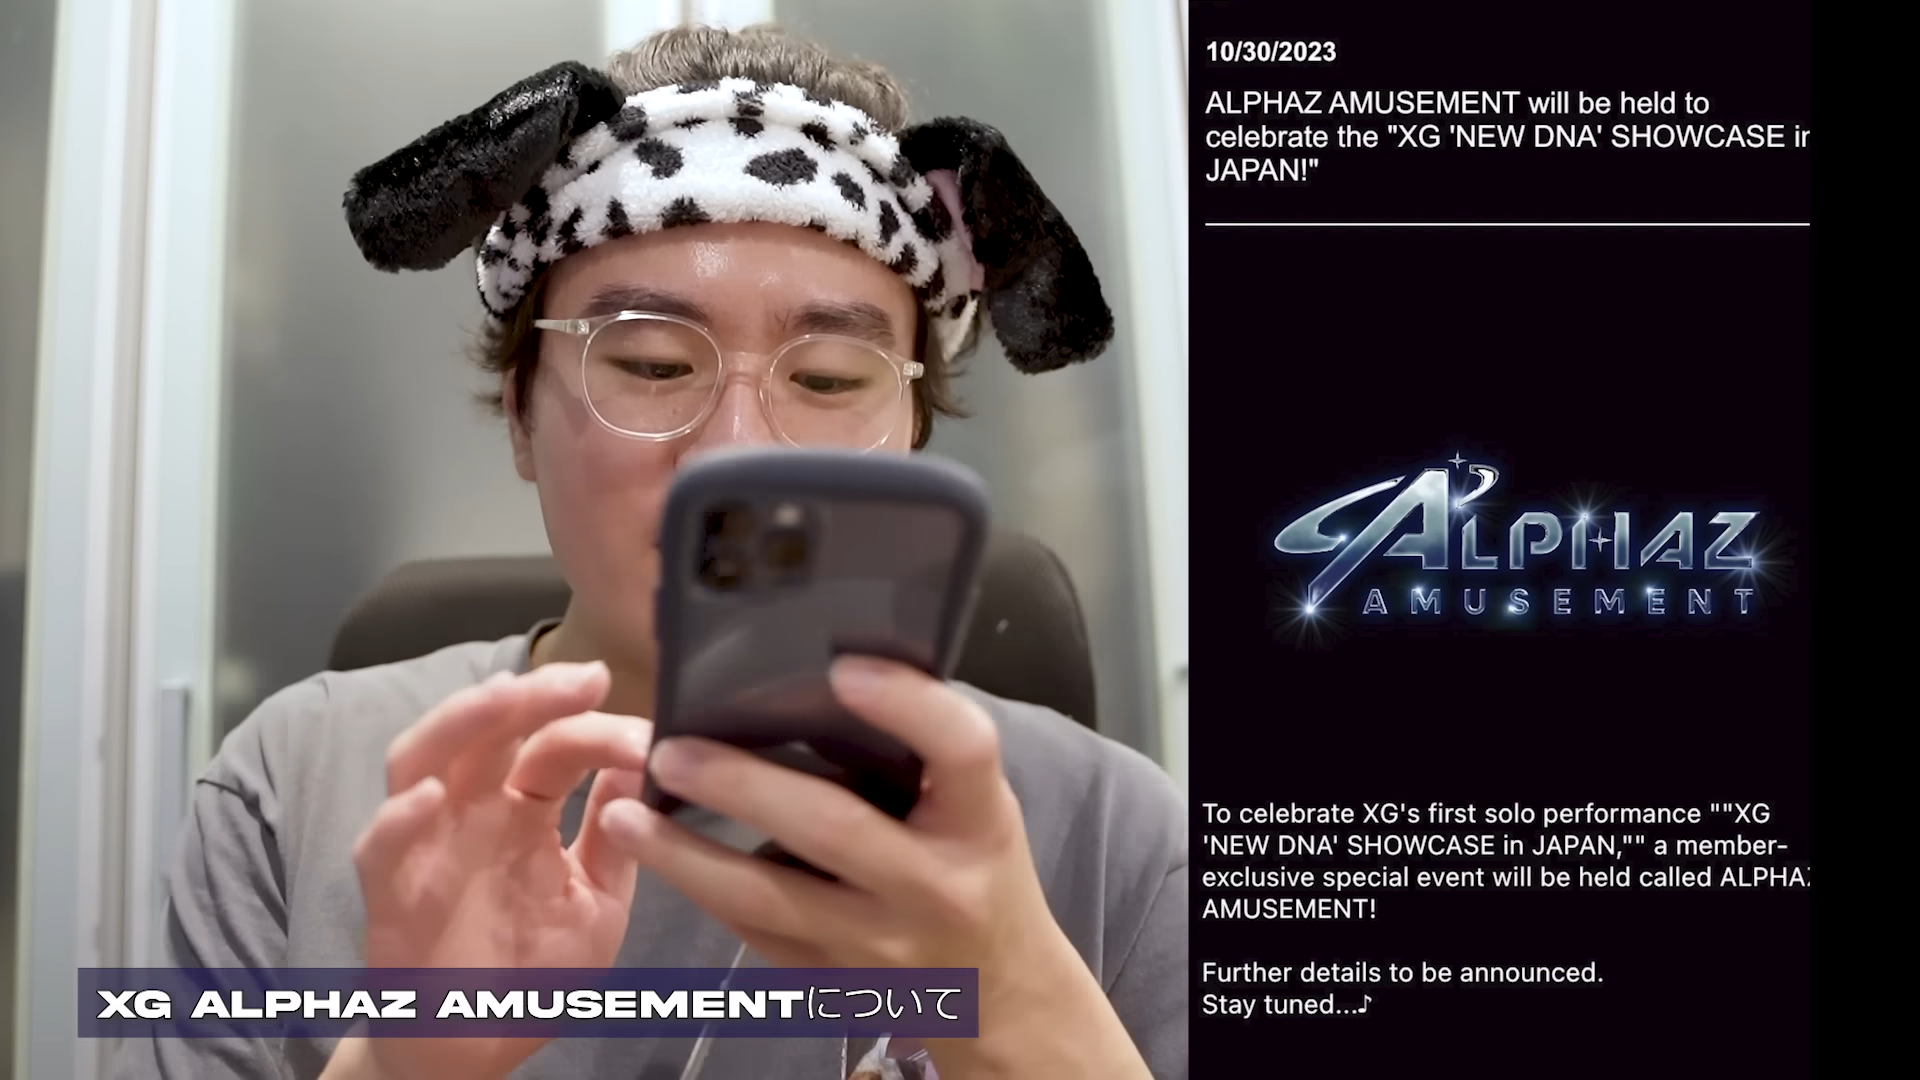 10/30/2023
ALPHAZ AMUSEMENT will be held to
celebrate the "XG 'NEW DNA' SHOWCASE in
JAPAN!"
ALPHAZ
AMUSEMENT
To celebrate XG's first solo performance ""XG
'NEW DNA' SHOWCASE in JAPAN,"" a member-
exclusive special event will be held called ALPHAZ
AMUSEMENT!
Further details to be announced.
Stay tuned...♪
XG ALPHAZ AMUSEMENTについて